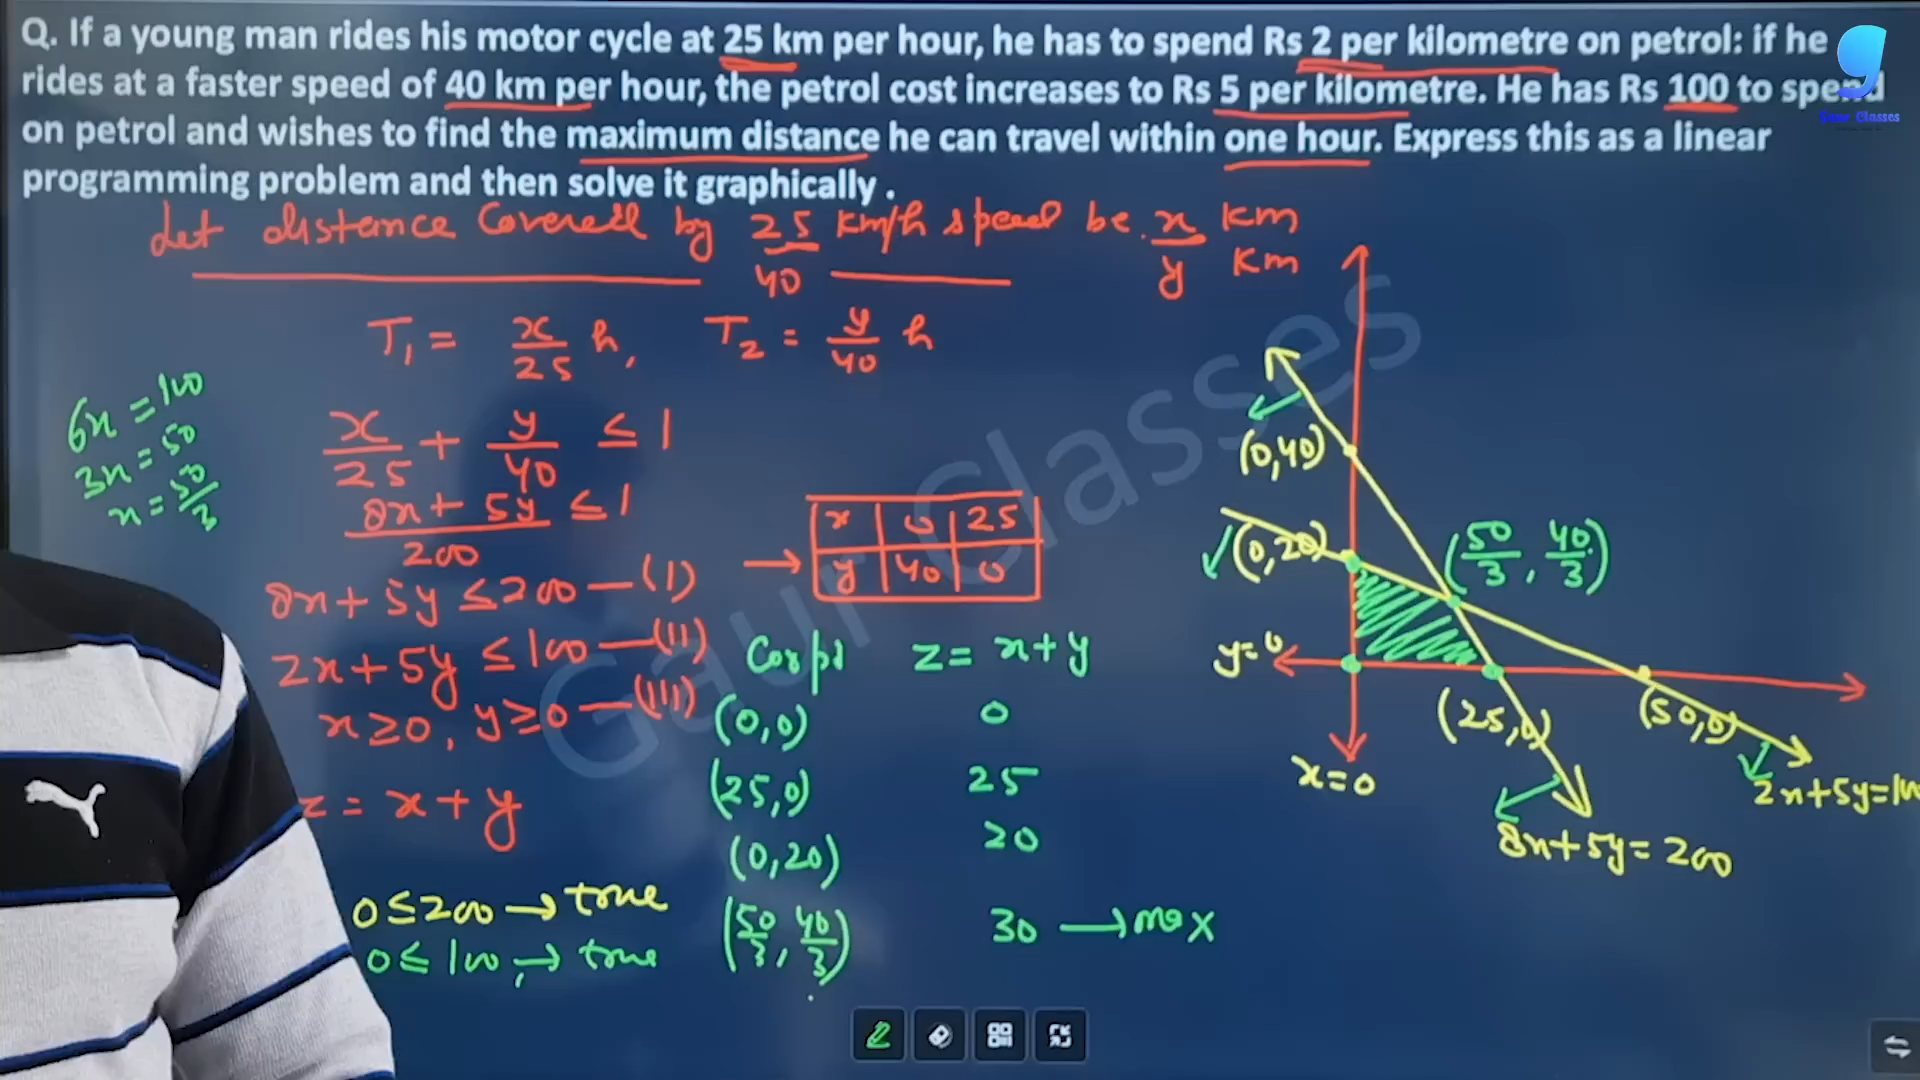 Q. If a young man rides his motor cycle at 25 km per hour, he has to spend Rs 2 per kilometre on petrol: if he
rides at a faster speed of 40 km per hour, the petrol cost increases to Rs 5 per kilometre. He has Rs 100 to spend
on petrol and wishes to find the maximum distance he can travel within one hour. Express this as a linear
programming problem and then solve it graphically .
Gaur Classes
Let distance Covered by 25 Km/h speed be x Km
40 y Km
T₁ = x/25 h, T₂ = y/40 h
6x = 100
3x = 50
x = 50/3
x/25 + y/40 ≤ 1
8x + 5y/200 ≤ 1
8x + 5y ≤ 200 — (I)
2x + 5y ≤ 100 — (II)
x ≥ 0, y ≥ 0 — (III)
z = x + y
0 ≤ 200 → true
0 ≤ 100, → true
→ x 0 25
y 40 0
Cor pt z = x + y
(0,0) 0
(25,0) 25
(0,20) 20
(50/3, 40/3) 30 → max
(0,40)
(0,20)
(50/3, 40/3)
y=0
(25,0)
(50,0)
x=0
2x+5y=100
8x+5y=200
Gaur Classes